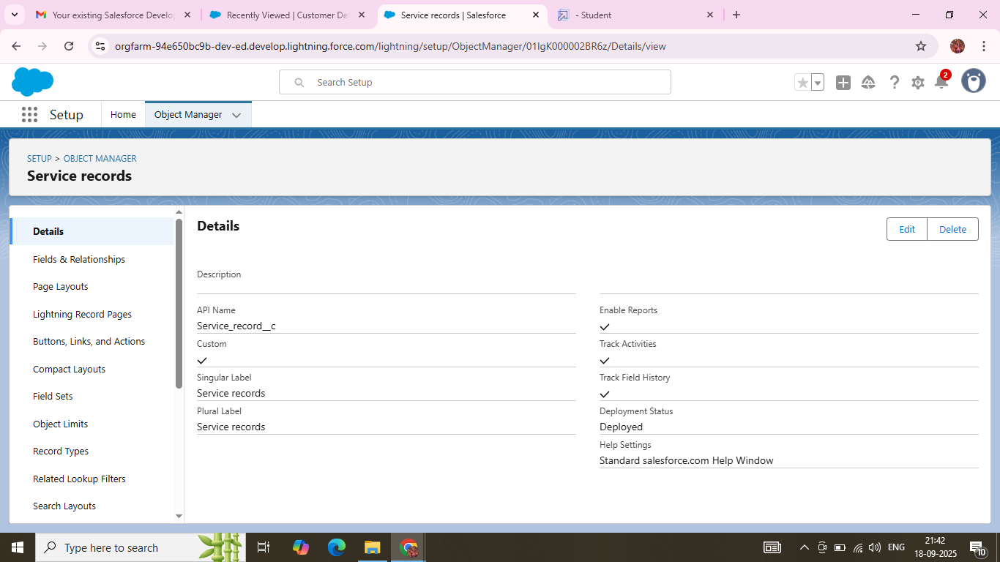 Your existing Salesforce Develo
Recently Viewed | Customer De
Service records | Salesforce
- Student
orgfarm-94e650bc9b-dev-ed.develop.lightning.force.com/lightning/setup/ObjectManager/01IgK000002BR6z/Details/view
Search Setup
2
Setup
Home
Object Manager
SETUP > OBJECT MANAGER
Service records
Details
Fields & Relationships
Page Layouts
Lightning Record Pages
Buttons, Links, and Actions
Compact Layouts
Field Sets
Object Limits
Record Types
Related Lookup Filters
Search Layouts
Details
Edit
Delete
Description
API Name
Service_record__c
Custom
Singular Label
Service records
Plural Label
Service records
Enable Reports
Track Activities
Track Field History
Deployment Status
Deployed
Help Settings
Standard salesforce.com Help Window
Type here to search
ENG
21:42
18-09-2025
10